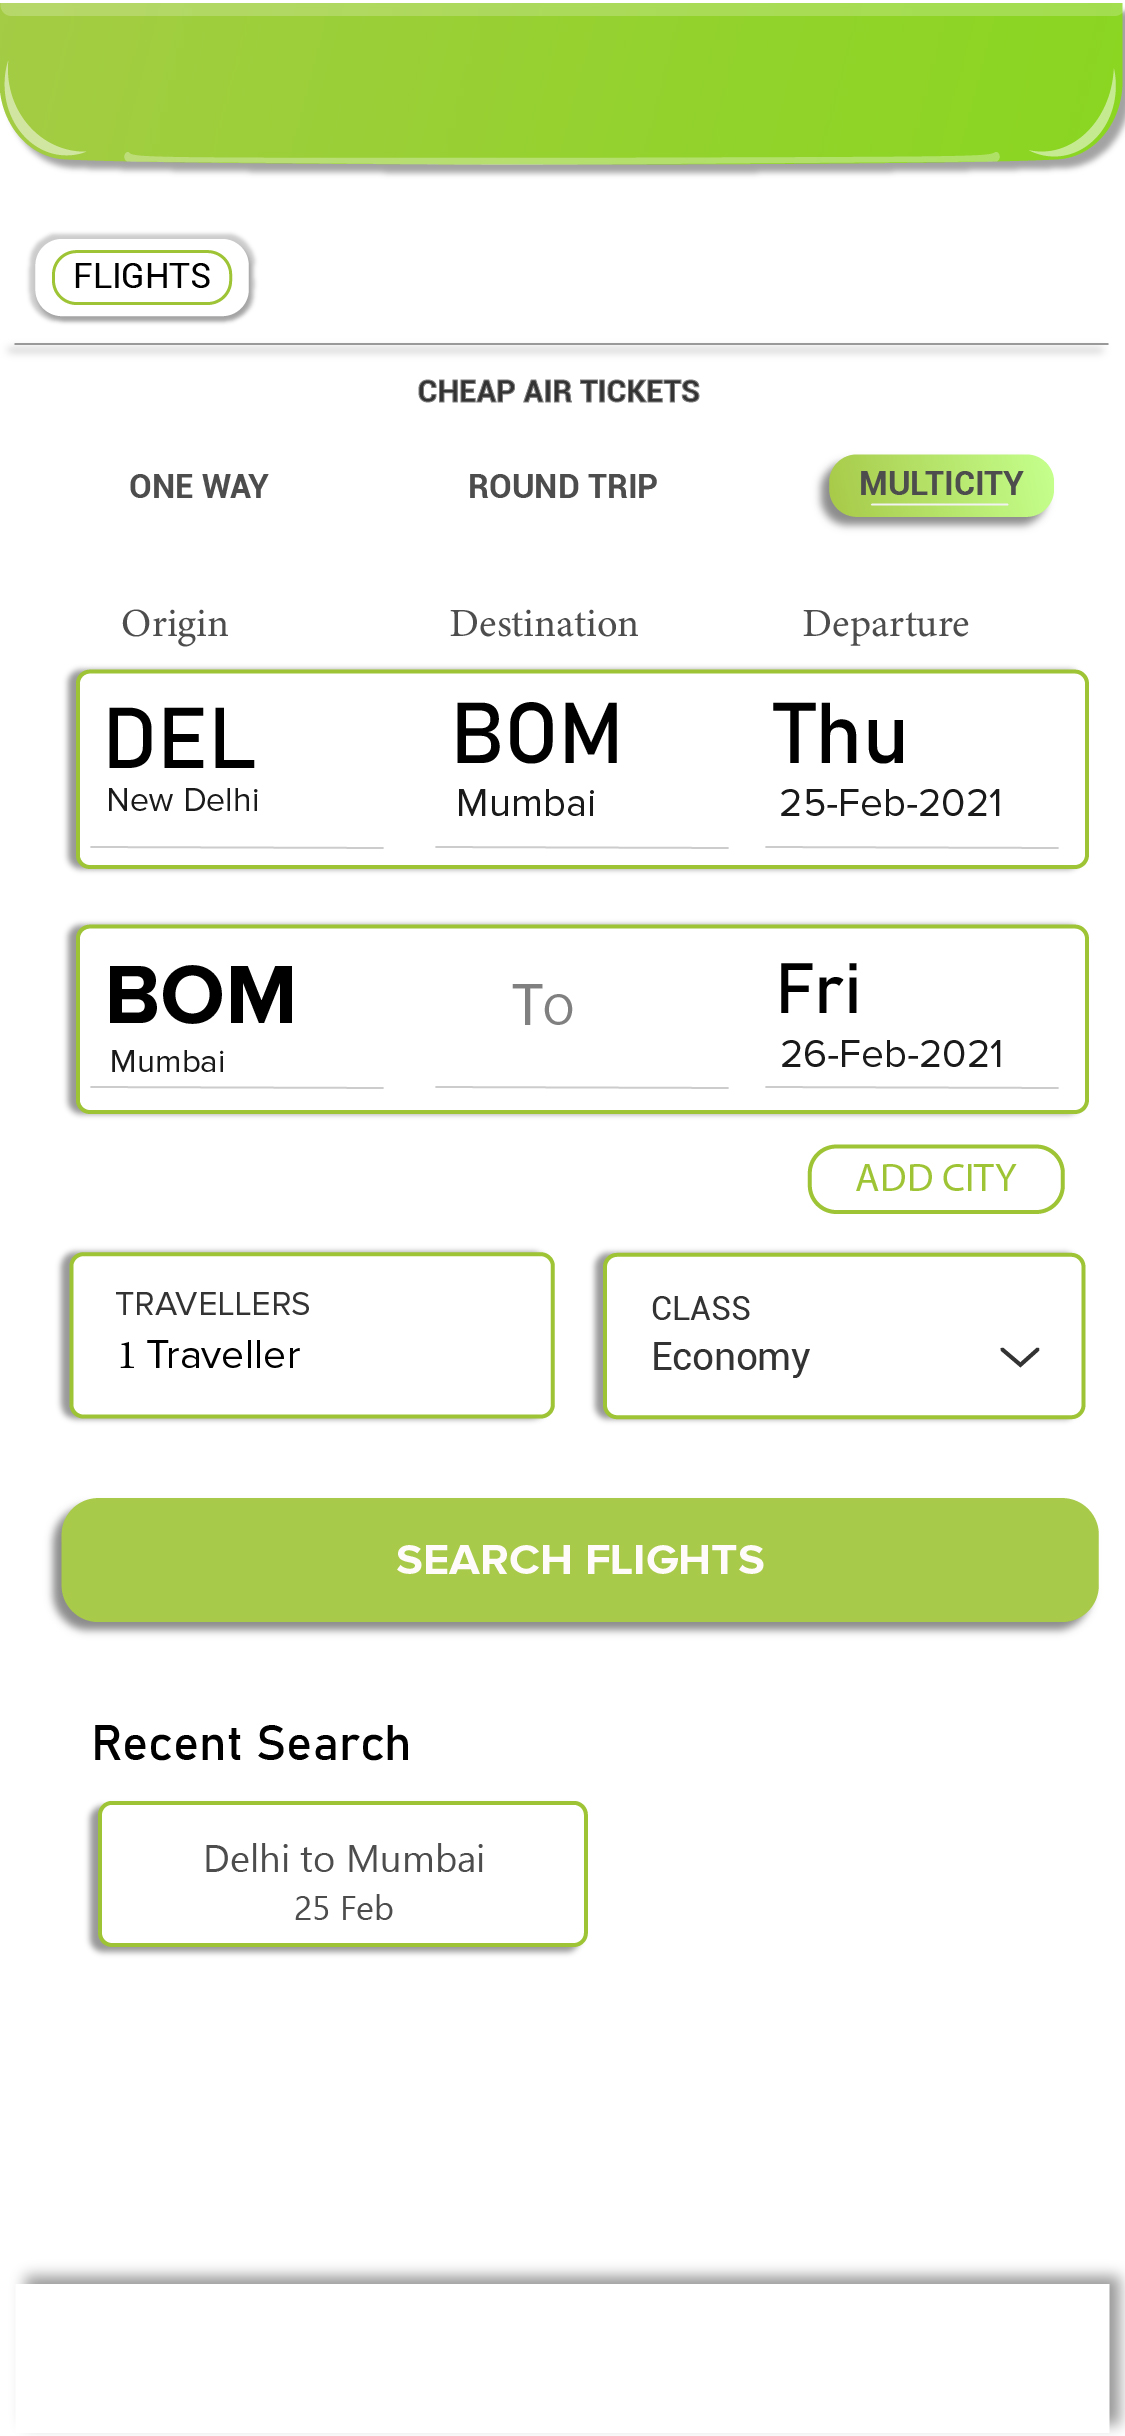 FLIGHTS
CHEAP AIR TICKETS
ONE WAY ROUND TRIP MULTICITY
Origin Destination Departure
DEL BOM Thu
New Delhi Mumbai 25-Feb-2021
BOM To Fri
Mumbai 26-Feb-2021
ADD CITY
TRAVELLERS CLASS
1 Traveller Economy
SEARCH FLIGHTS
Recent Search
Delhi to Mumbai
25 Feb